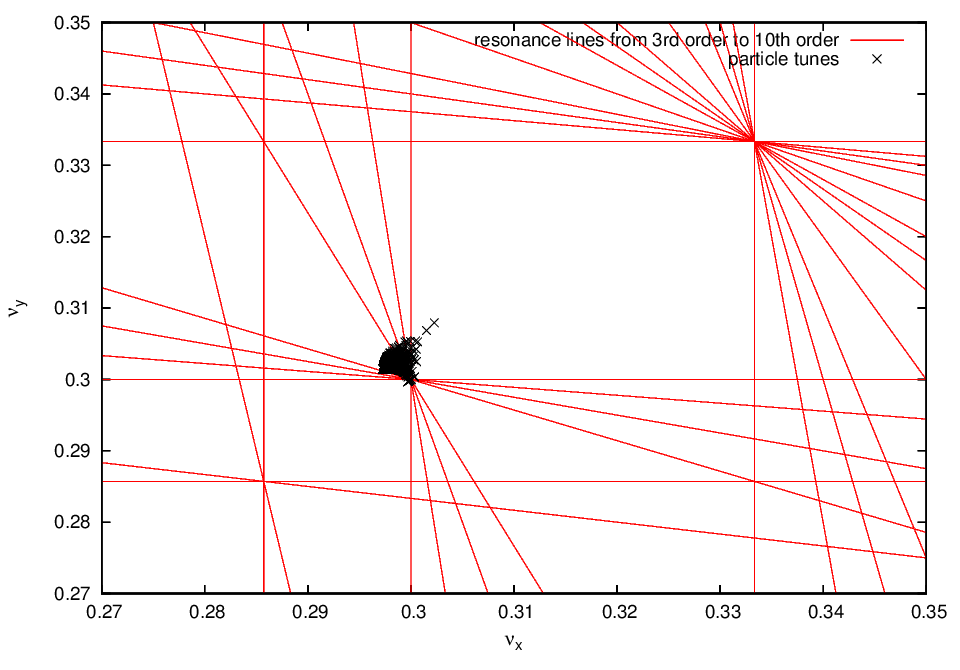 0.35
resonance lines from 3rd order to 10th order
particle tunes
0.34
0.33
0.32
0.31
0.3
0.29
0.28
0.27
νy
0.27 0.28 0.29 0.3 0.31 0.32 0.33 0.34 0.35
νx